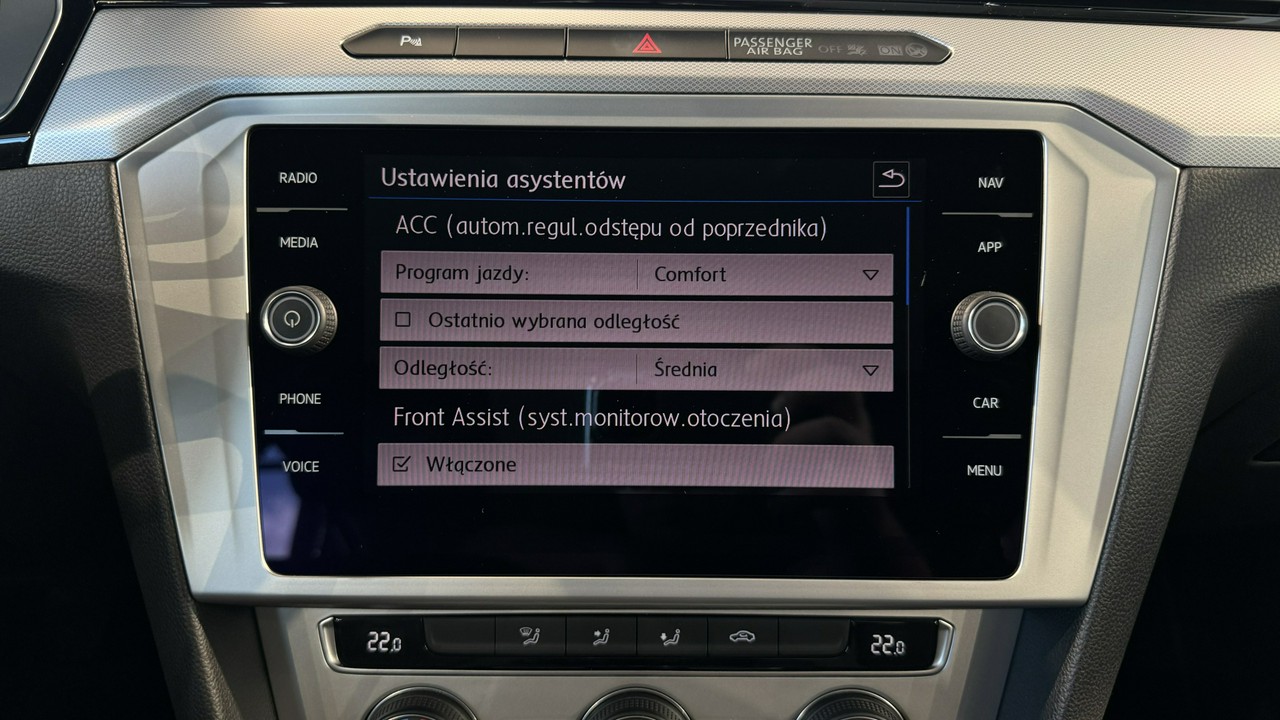 P
PASSENGER
AIR BAG OFF ON
RADIO
MEDIA
PHONE
VOICE
Ustawienia asystentów
ACC (autom.regul.odstępu od poprzednika)
Program jazdy: Comfort
Ostatnio wybrana odległość
Odległość: Średnia
Front Assist (syst.monitorow.otoczenia)
Włączone
NAV
APP
CAR
MENU
22.0 22.0